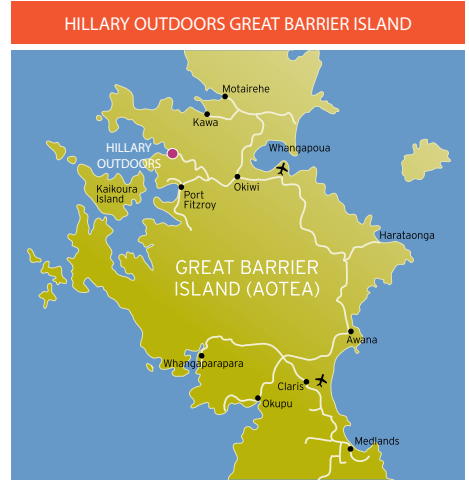 HILLARY OUTDOORS GREAT BARRIER ISLAND
Motairehe
Kawa
HILLARY
OUTDOORS
Whangapoua
Okiwi
Kaikoura
Island
Port
Fitzroy
Harataonga
GREAT BARRIER
ISLAND (AOTEA)
Awana
Whangaparapara
Claris
Okupu
Medlands